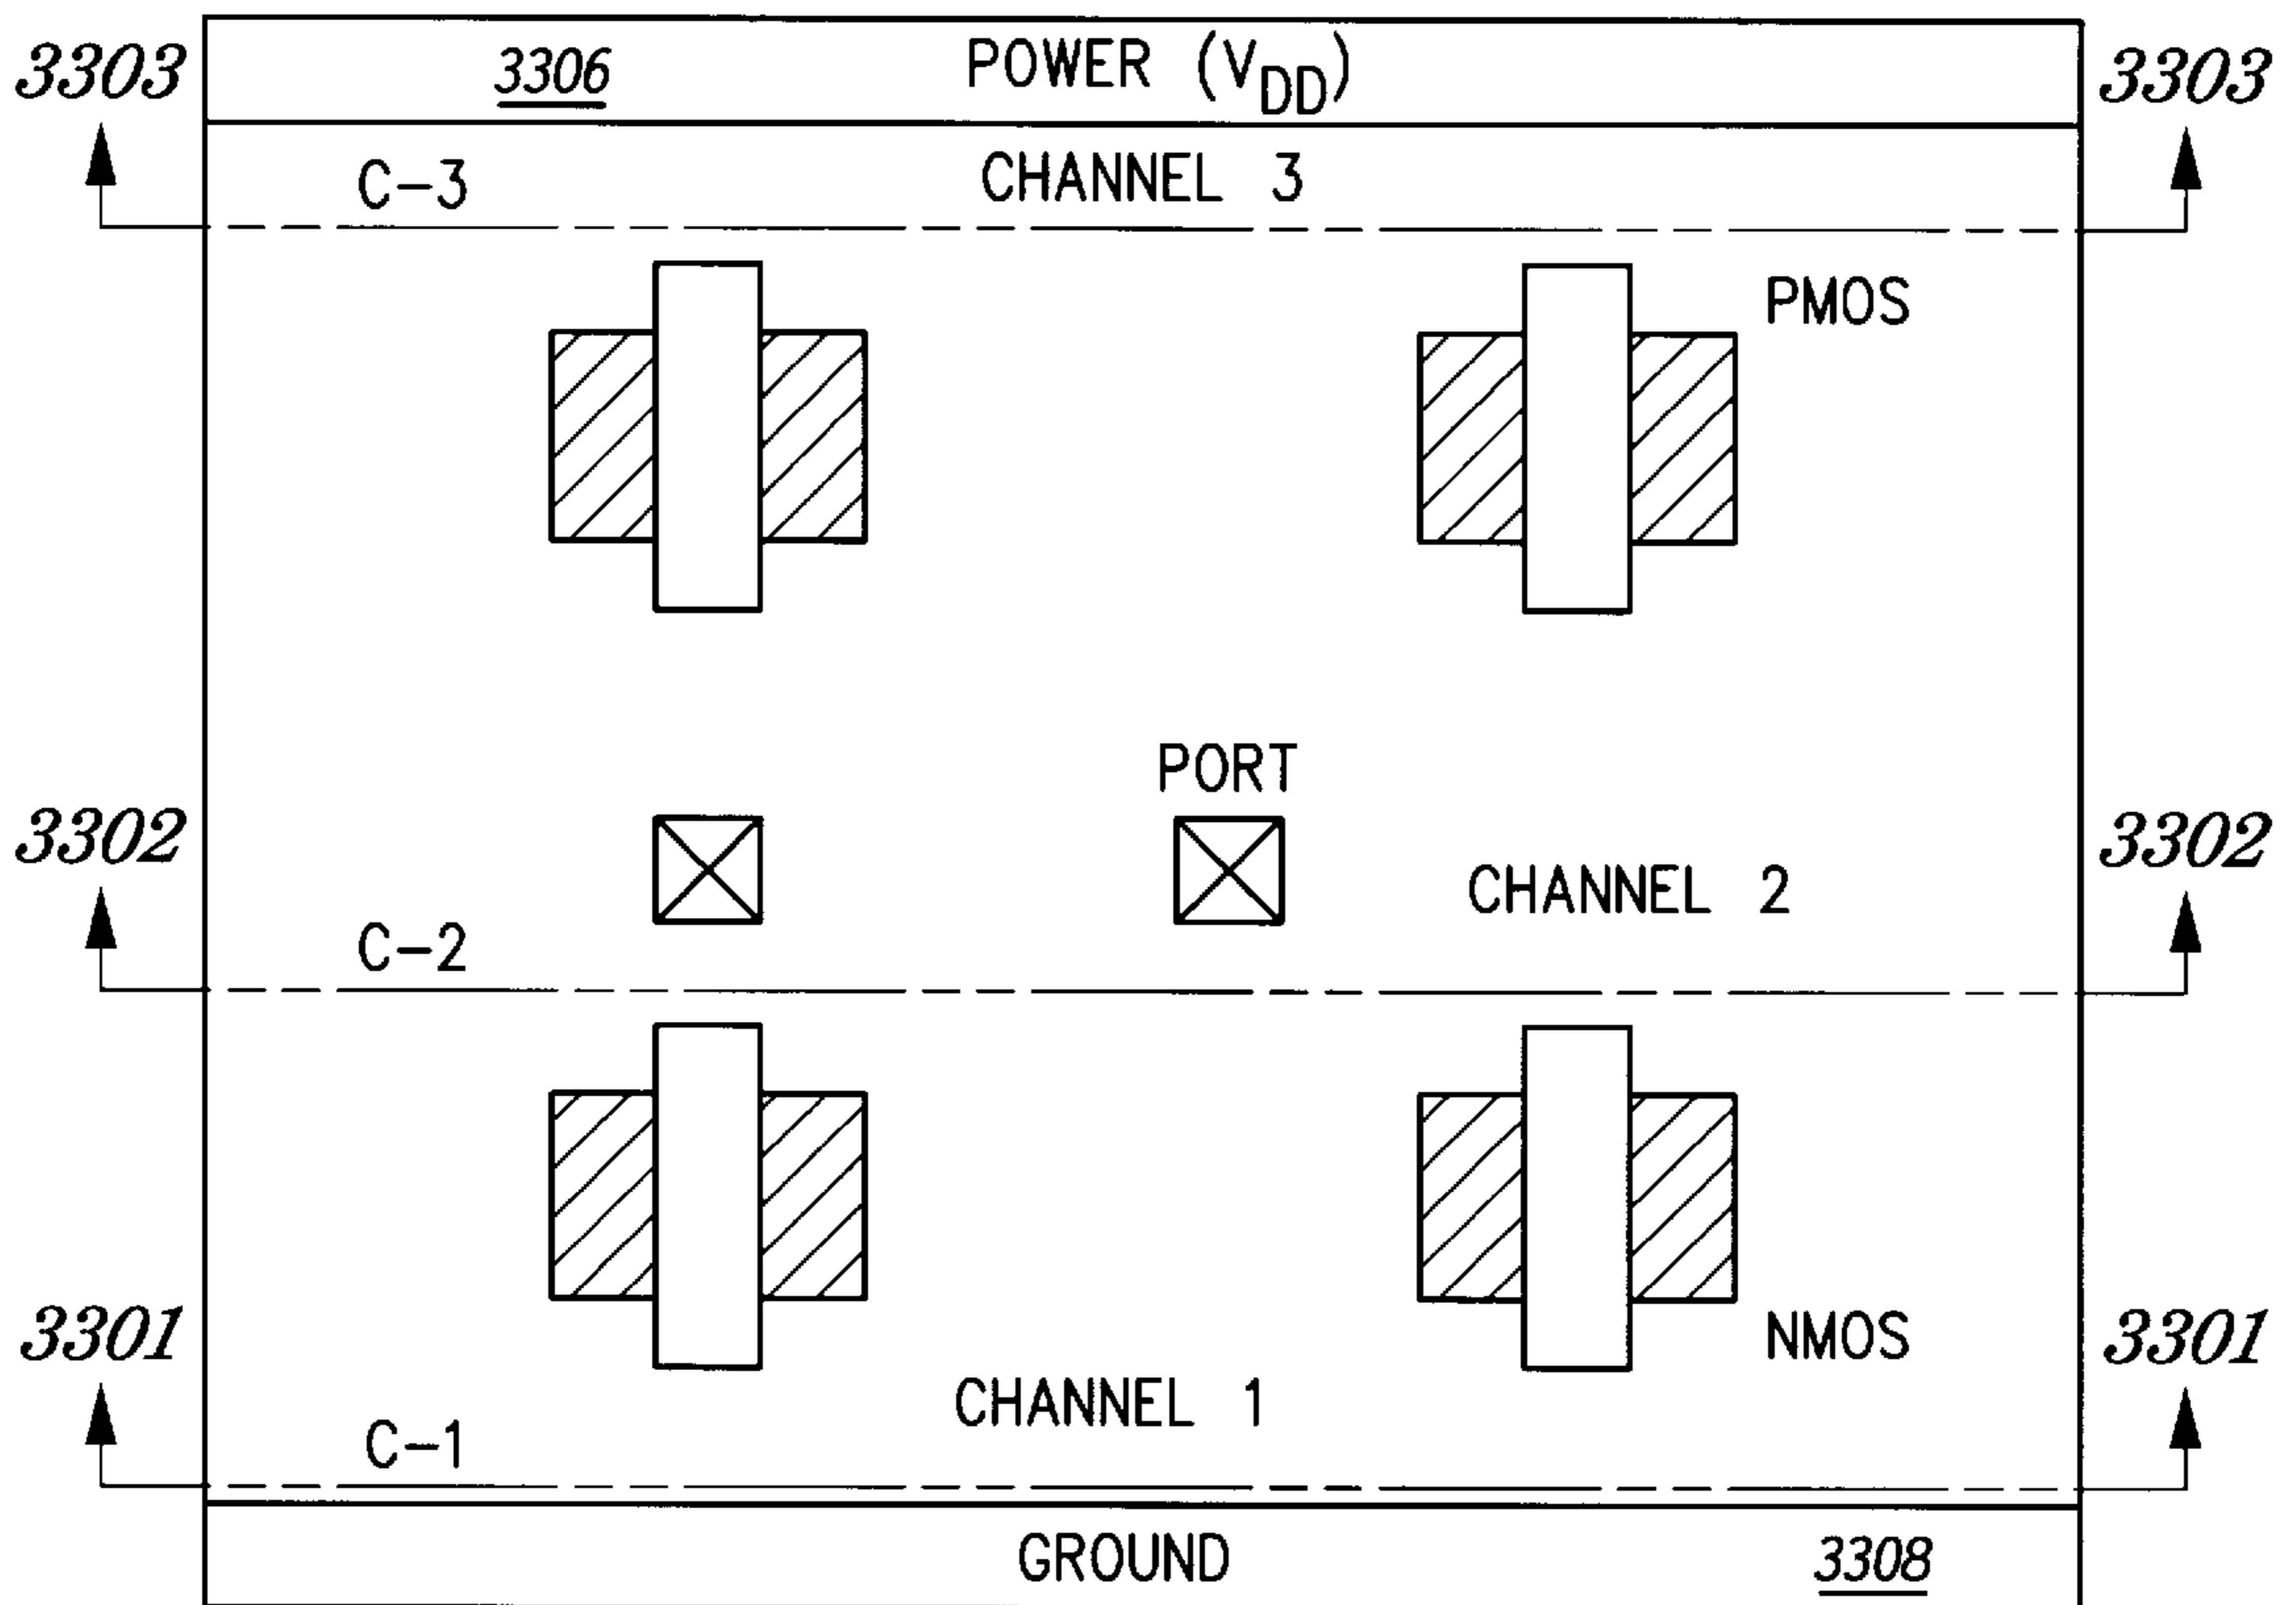 3303 3306 POWER (VDD) 3303
C-3 CHANNEL 3
PMOS
PORT
3302 CHANNEL 2 3302
C-2
3301 NMOS 3301
CHANNEL 1
C-1
GROUND 3308